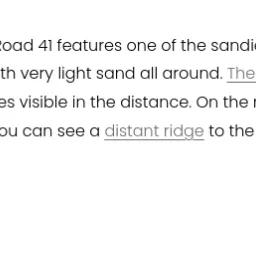 Road 41 features one of the sandi
th very light sand all around. The
es visible in the distance. On the
ou can see a distant ridge to the